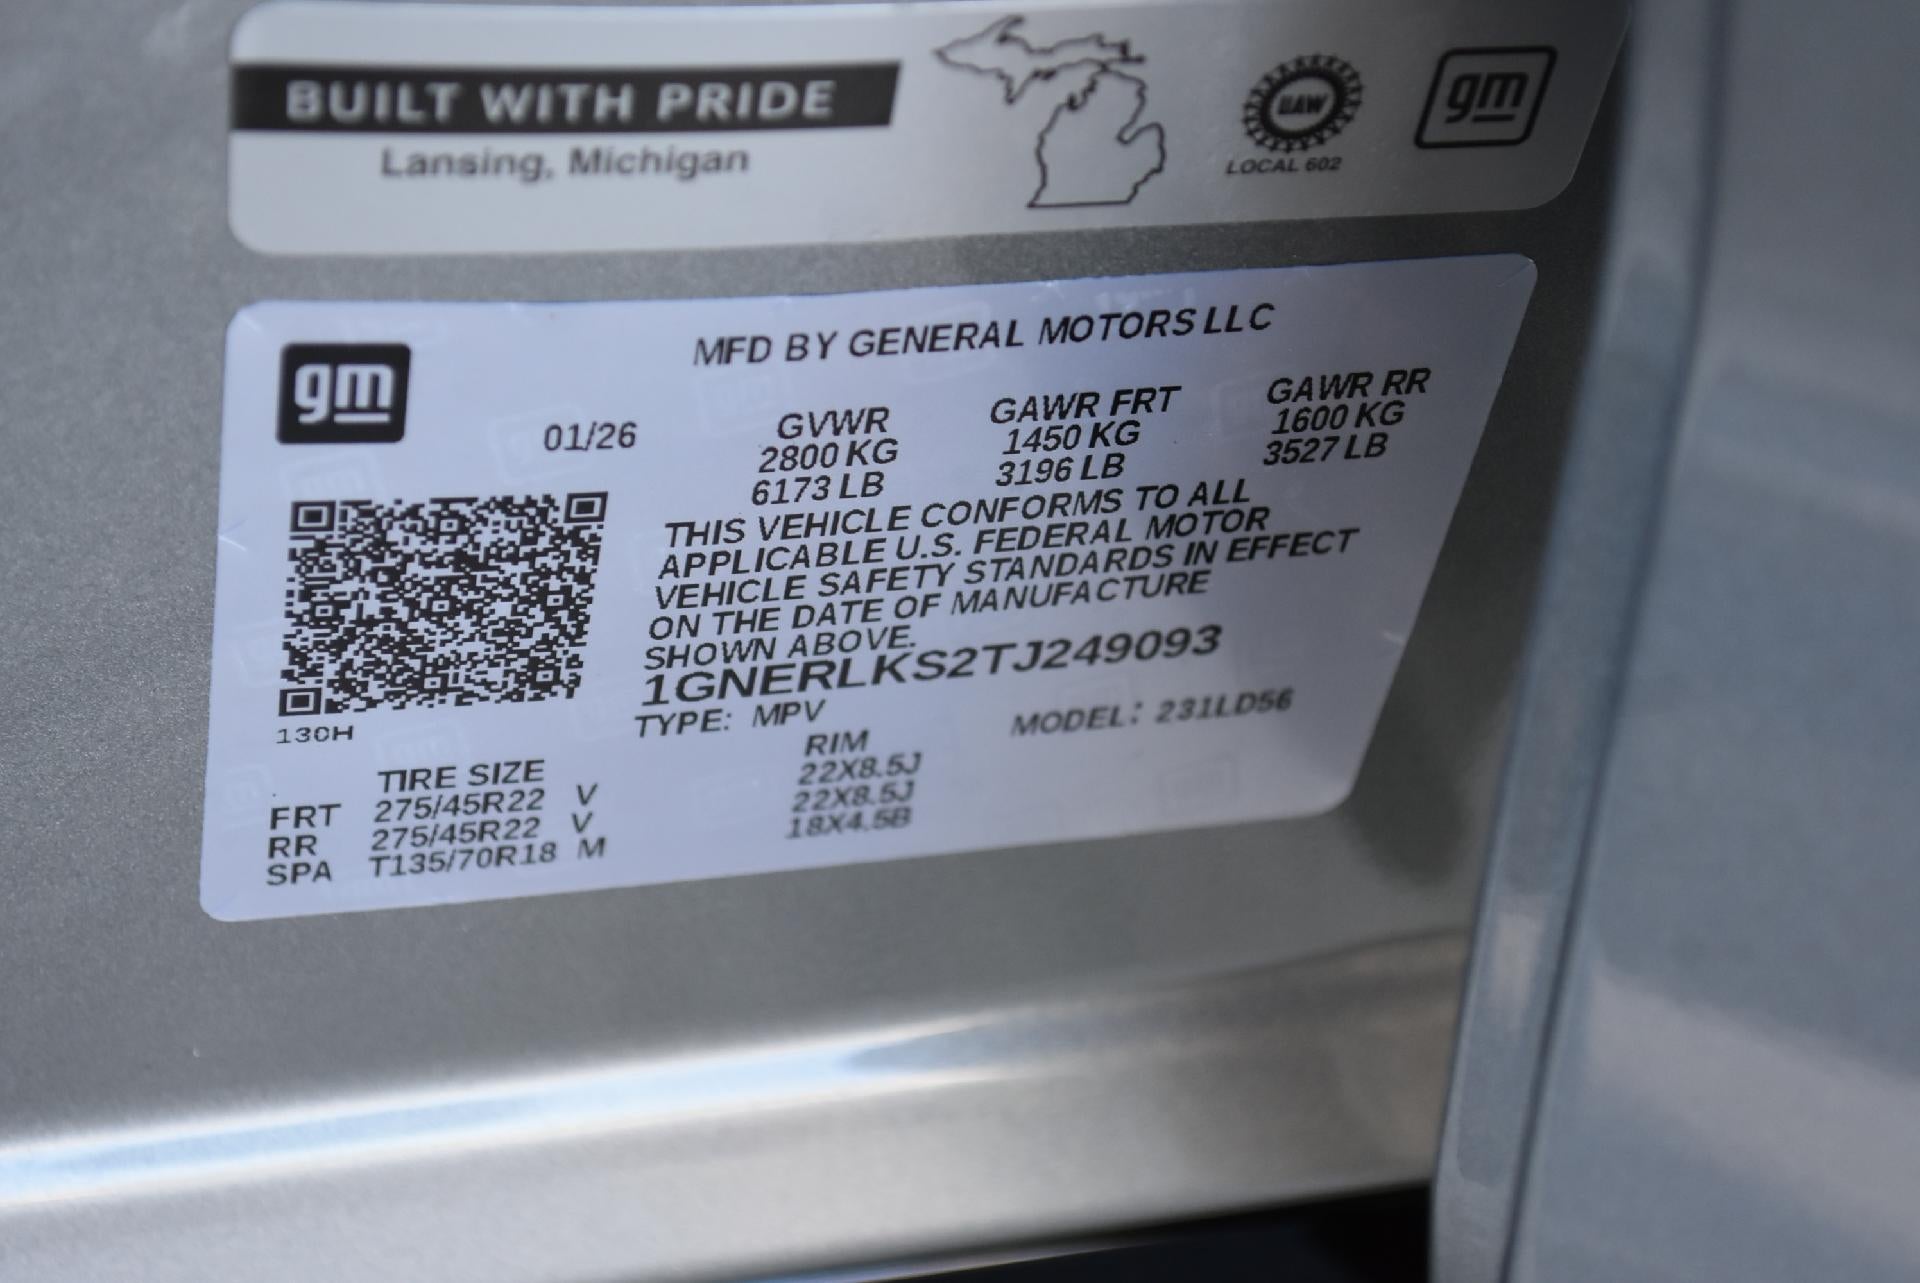 BUILT WITH PRIDE
Lansing, Michigan
UAW
LOCAL 602
gm
gm
MFD BY GENERAL MOTORS LLC
01/26 GVWR GAWR FRT GAWR RR
2800 KG 1450 KG 1600 KG
6173 LB 3196 LB 3527 LB
THIS VEHICLE CONFORMS TO ALL
APPLICABLE U.S. FEDERAL MOTOR
VEHICLE SAFETY STANDARDS IN EFFECT
ON THE DATE OF MANUFACTURE
SHOWN ABOVE.
1GNERLKS2TJ249093
130H
TYPE: MPV MODEL: 231LD56
TIRE SIZE RIM
FRT 275/45R22 V 22X8.5J
RR 275/45R22 V 22X8.5J
SPA T135/70R18 M 18X4.5B